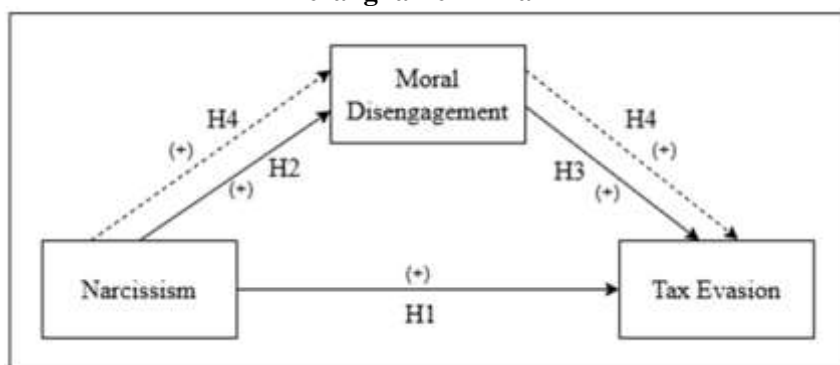 Moral
Disengagement
H4
(+)
H2
(+)
H4
(+)
H3
(+)
Narcissism
(+)
H1
Tax Evasion